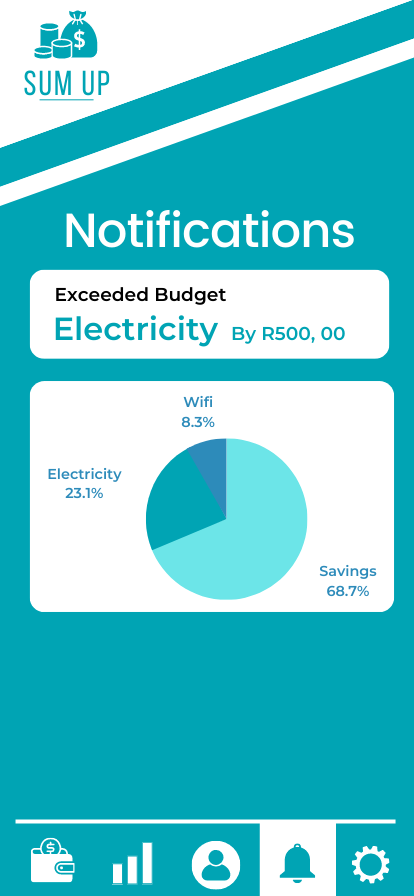 $
SUM UP
Notifications
Exceeded Budget
Electricity By R500, 00
Wifi
8.3%
Electricity
23.1%
Savings
68.7%
$